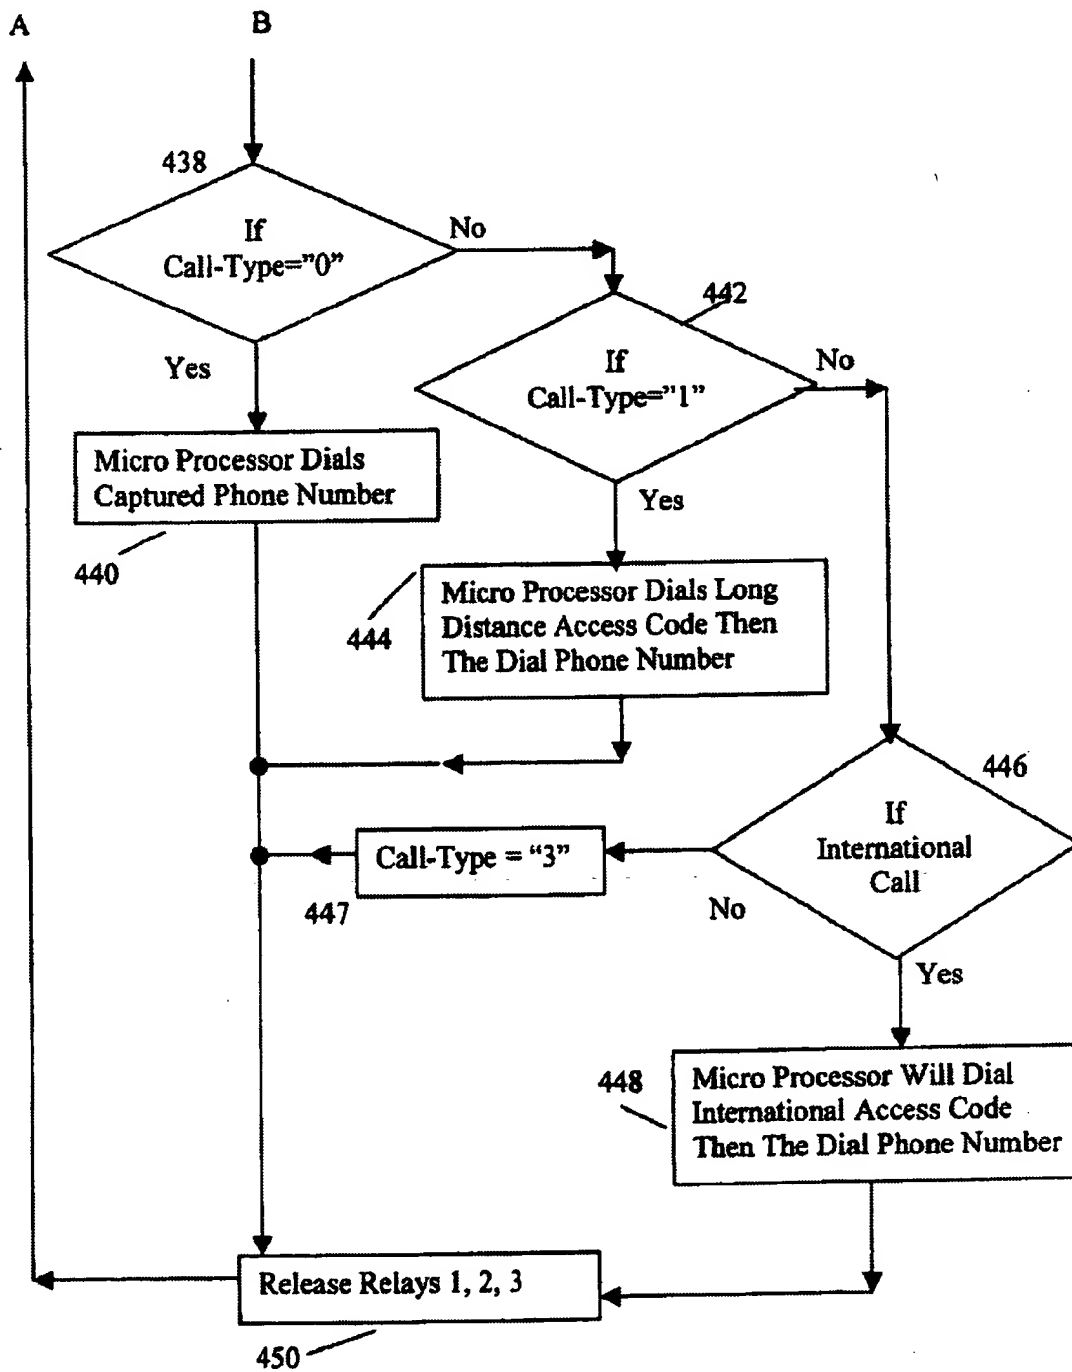 A
B
438
If
Call-Type="0"
No
442
Yes
If
Call-Type="1"
No
Micro Processor Dials
Captured Phone Number
440
Yes
444
Micro Processor Dials Long
Distance Access Code Then
The Dial Phone Number
446
If
International
Call
Call-Type = "3"
447
No
Yes
448
Micro Processor Will Dial
International Access Code
Then The Dial Phone Number
Release Relays 1, 2, 3
450